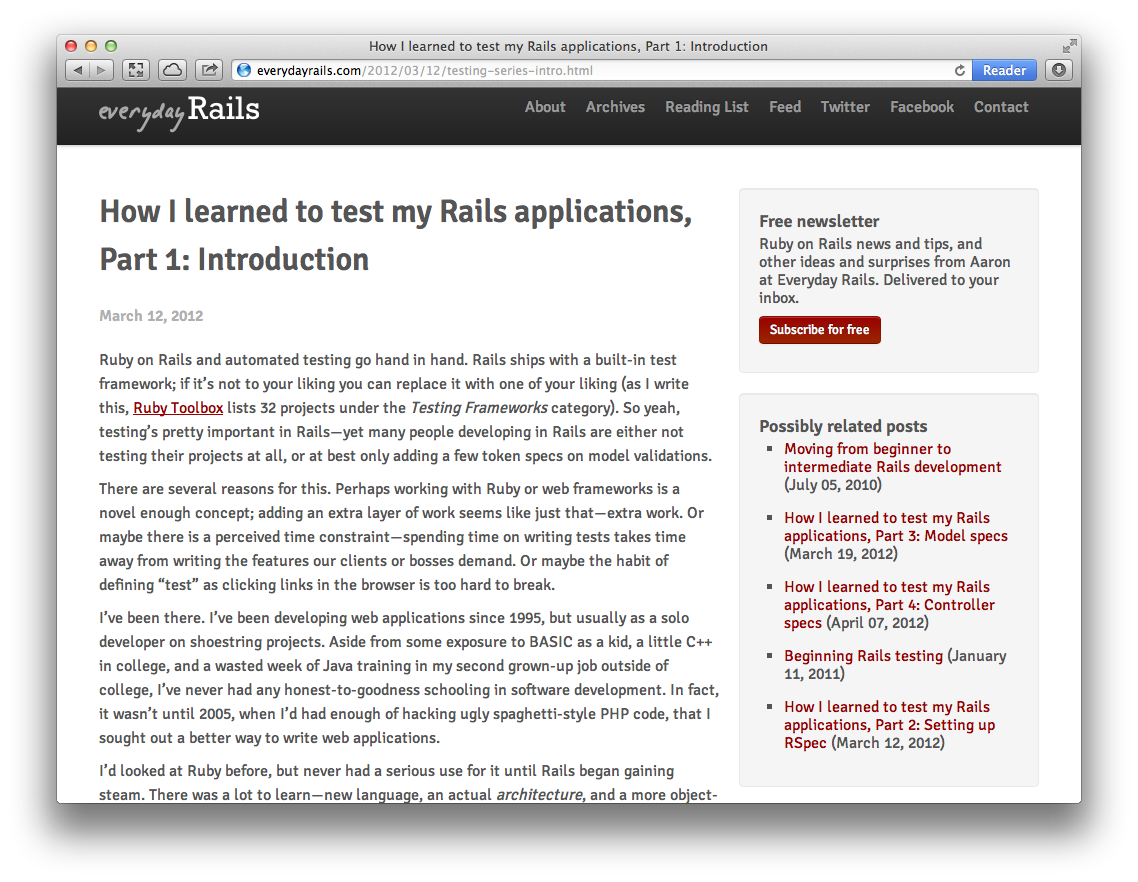 How I learned to test my Rails applications, Part 1: Introduction
everydayrails.com/2012/03/12/testing-series-intro.html
Reader
everyday Rails
About
Archives
Reading List
Feed
Twitter
Facebook
Contact
How I learned to test my Rails applications,
Part 1: Introduction
March 12, 2012
Ruby on Rails and automated testing go hand in hand. Rails ships with a built-in test
framework; if it’s not to your liking you can replace it with one of your liking (as I write
this, Ruby Toolbox lists 32 projects under the Testing Frameworks category). So yeah,
testing’s pretty important in Rails—yet many people developing in Rails are either not
testing their projects at all, or at best only adding a few token specs on model validations.
There are several reasons for this. Perhaps working with Ruby or web frameworks is a
novel enough concept; adding an extra layer of work seems like just that—extra work. Or
maybe there is a perceived time constraint—spending time on writing tests takes time
away from writing the features our clients or bosses demand. Or maybe the habit of
defining “test” as clicking links in the browser is too hard to break.
I’ve been there. I’ve been developing web applications since 1995, but usually as a solo
developer on shoestring projects. Aside from some exposure to BASIC as a kid, a little C++
in college, and a wasted week of Java training in my second grown-up job outside of
college, I’ve never had any honest-to-goodness schooling in software development. In fact,
it wasn’t until 2005, when I’d had enough of hacking ugly spaghetti-style PHP code, that I
sought out a better way to write web applications.
I’d looked at Ruby before, but never had a serious use for it until Rails began gaining
steam. There was a lot to learn—new language, an actual architecture, and a more object-
Free newsletter
Ruby on Rails news and tips, and
other ideas and surprises from Aaron
at Everyday Rails. Delivered to your
inbox.
Subscribe for free
Possibly related posts
Moving from beginner to
intermediate Rails development
(July 05, 2010)
How I learned to test my Rails
applications, Part 3: Model specs
(March 19, 2012)
How I learned to test my Rails
applications, Part 4: Controller
specs (April 07, 2012)
Beginning Rails testing (January
11, 2011)
How I learned to test my Rails
applications, Part 2: Setting up
RSpec (March 12, 2012)